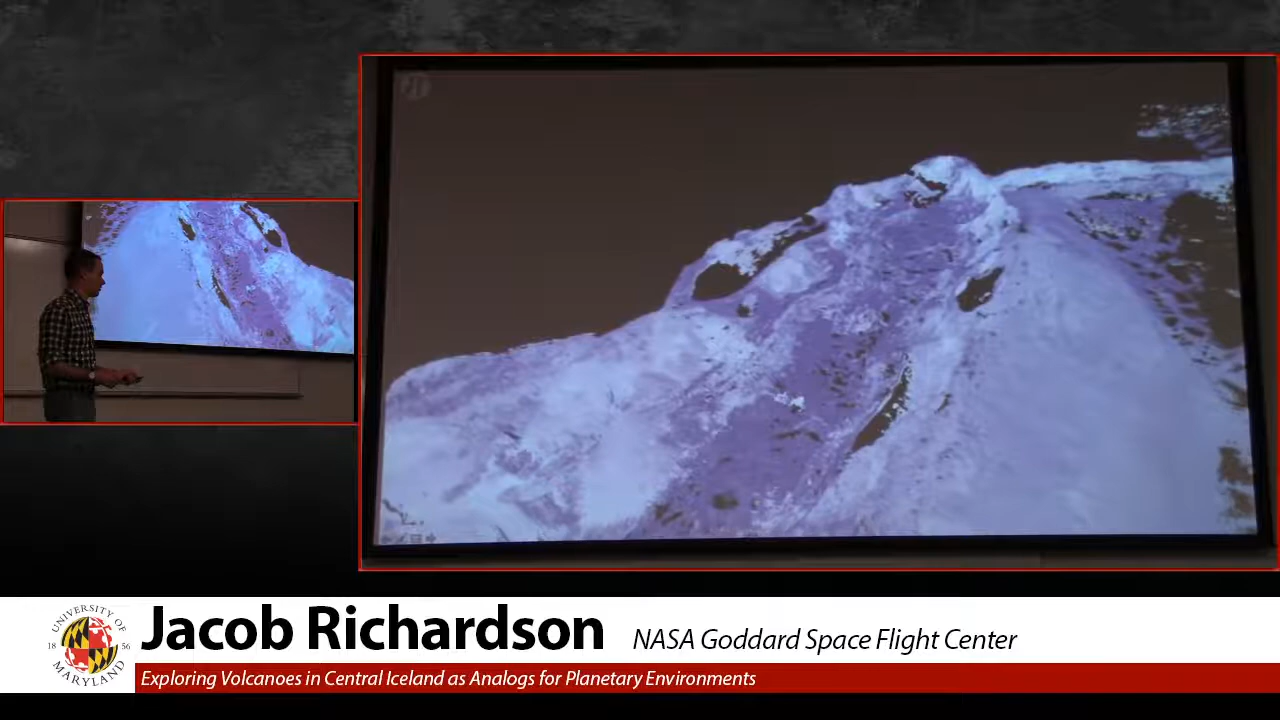 UNIVERSITY OF
18 56
MARYLAND
Jacob Richardson
NASA Goddard Space Flight Center
Exploring Volcanoes in Central Iceland as Analogs for Planetary Environments